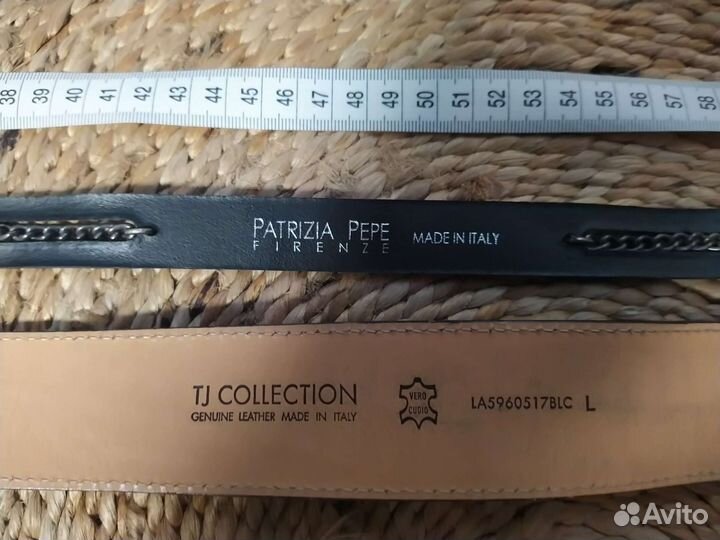 38 39 40 41 42 43 44 45 46 47 48 49 50 51 52 53 54 55 56 57 58
PATRIZIA PEPE
FIRENZE
MADE IN ITALY
TJ COLLECTION
GENUINE LEATHER MADE IN ITALY
VERO
CUOIO
LA5960517BLC L
Avito